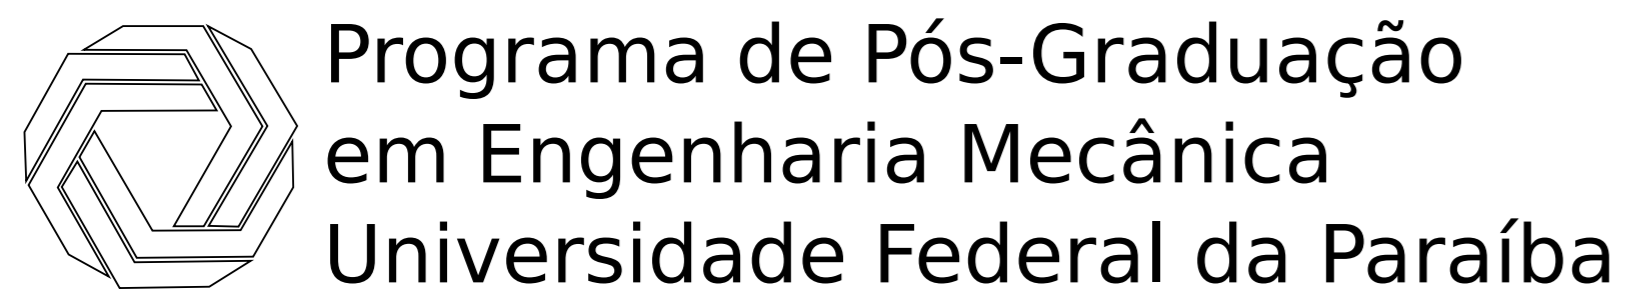 Programa de Pós-Graduação
em Engenharia Mecânica
Universidade Federal da Paraíba